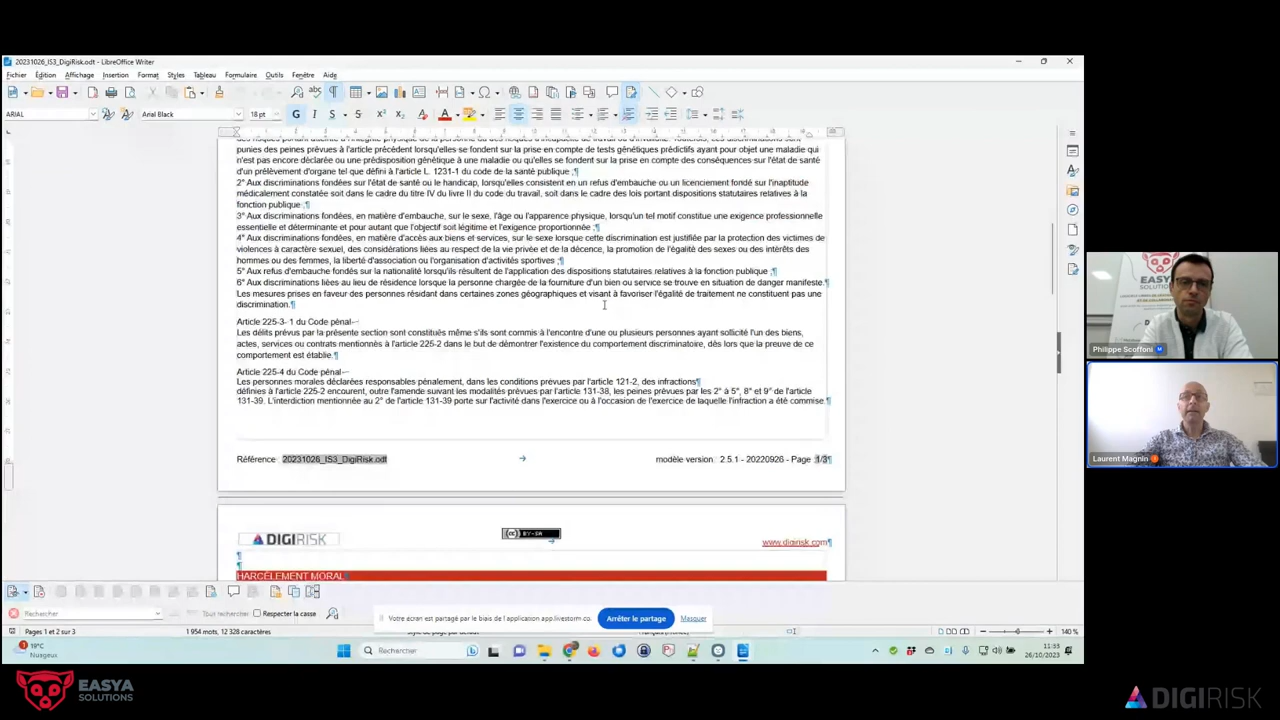 20231026_IS3_DigiRisk.odt - LibreOffice Writer
Fichier Édition Affichage Insertion Format Styles Tableau Formulaire Outils Fenêtre Aide
ARIAL Arial Black 18 pt G I S
punies des peines prévues à l'article précédent lorsqu'elles se fondent sur la prise en compte de tests génétiques prédictifs ayant pour objet une maladie qui
n'est pas encore déclarée ou une prédisposition génétique à une maladie ou qu'elles se fondent sur la prise en compte des conséquences sur l'état de santé
d'un prélèvement d'organe tel que défini à l'article L. 1231-1 du code de la santé publique ;¶
2° Aux discriminations fondées sur l'état de santé ou le handicap, lorsqu'elles consistent en un refus d'embauche ou un licenciement fondé sur l'inaptitude
médicalement constatée soit dans le cadre du titre IV du livre II du code du travail, soit dans le cadre des lois portant dispositions statutaires relatives à la
fonction publique ;¶
3° Aux discriminations fondées, en matière d'embauche, sur le sexe, l'âge ou l'apparence physique, lorsqu'un tel motif constitue une exigence professionnelle
essentielle et déterminante et pour autant que l'objectif soit légitime et l'exigence proportionnée ;¶
4° Aux discriminations fondées, en matière d'accès aux biens et services, sur le sexe lorsque cette discrimination est justifiée par la protection des victimes de
violences à caractère sexuel, des considérations liées au respect de la vie privée et de la décence, la promotion de l'égalité des sexes ou des intérêts des
hommes ou des femmes, la liberté d'association ou l'organisation d'activités sportives ;¶
5° Aux refus d'embauche fondés sur la nationalité lorsqu'ils résultent de l'application des dispositions statutaires relatives à la fonction publique ;¶
6° Aux discriminations liées au lieu de résidence lorsque la personne chargée de la fourniture d'un bien ou service se trouve en situation de danger manifeste.¶
Les mesures prises en faveur des personnes résidant dans certaines zones géographiques et visant à favoriser l'égalité de traitement ne constituent pas une
discrimination.¶
Article 225-3-1 du Code pénal
Les délits prévus par la présente section sont constitués même s'ils sont commis à l'encontre d'une ou plusieurs personnes ayant sollicité l'un des biens,
actes, services ou contrats mentionnés à l'article 225-2 dans le but de démontrer l'existence du comportement discriminatoire, dès lors que la preuve de ce
comportement est établie.¶
Article 225-4 du Code pénal
Les personnes morales déclarées responsables pénalement, dans les conditions prévues par l'article 121-2, des infractions¶
définies à l'article 225-2 encourent, outre l'amende suivant les modalités prévues par l'article 131-38, les peines prévues par les 2° à 5°, 8° et 9° de l'article
131-39. L'interdiction mentionnée au 2° de l'article 131-39 porte sur l'activité dans l'exercice ou à l'occasion de l'exercice de laquelle l'infraction a été commise.¶
Référence 20231026_IS3_DigiRisk.odt modèle version 2.5.1 - 20220926 - Page 1/3¶
DIGIRISK
cc BY-SA
www.digirisk.com¶
HARCÈLEMENT MORAL
Rechercher Tout rechercher Respecter la casse
Votre écran est partagé par le biais de l'application app.livestorm.co. Arrêter le partage Masquer
Pages 1 et 2 sur 3 1 954 mots, 12 328 caractères 140 %
19°C
Nuageux
Rechercher
11:33
26/10/2023
Philippe Scoffoni M
Laurent Magnin
EASYA
SOLUTIONS
DIGIRISK